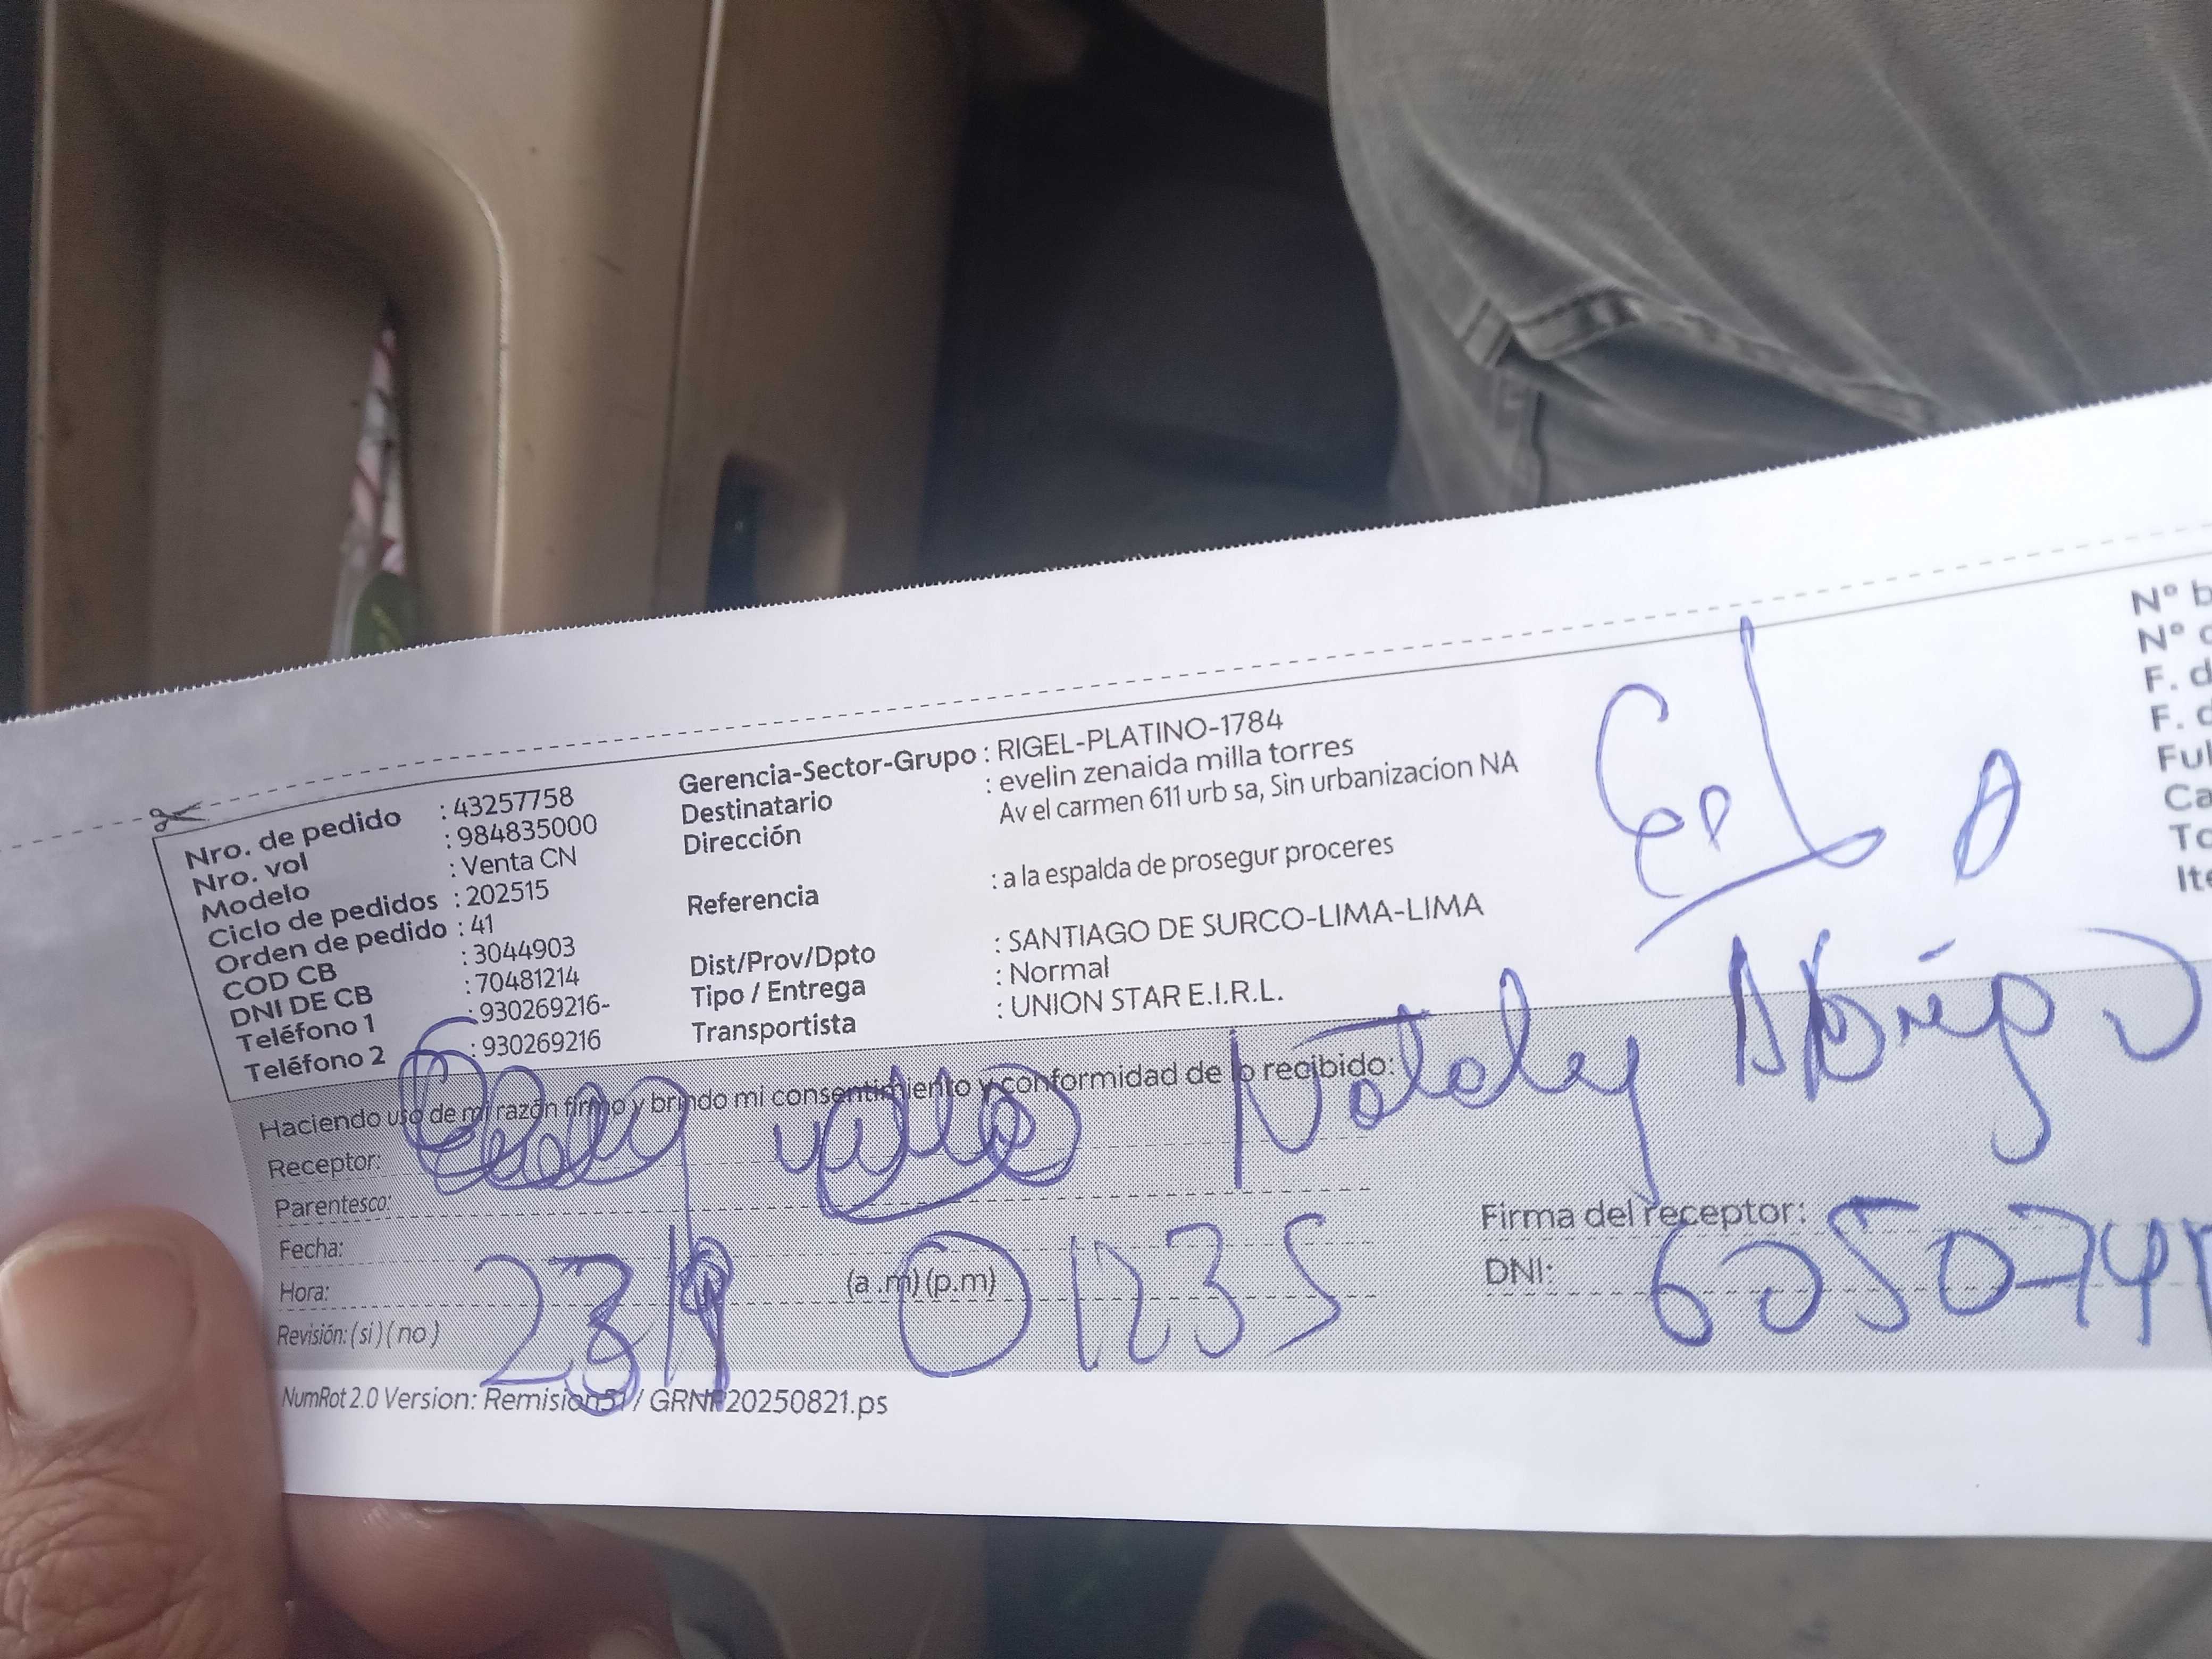 Nro. de pedido : 43257758
Nro. vol : 984835000
Modelo : Venta CN
Ciclo de pedidos : 202515
Orden de pedido : 41
COD CB : 3044903
DNI DE CB : 70481214
Teléfono 1 : 930269216-
Teléfono 2 : 930269216
Gerencia-Sector-Grupo : RIGEL-PLATINO-1784
Destinatario : evelin zenaida milla torres
Dirección Av el carmen 611 urb sa, Sin urbanizacion NA
Referencia : a la espalda de prosegur proceres
Dist/Prov/Dpto : SANTIAGO DE SURCO-LIMA-LIMA
Tipo / Entrega : Normal
Transportista : UNION STAR E.I.R.L.
N° b
N° c
F. d
F. d
Ful
Ca
To
Ite
Haciendo uso de mi razón firmo y brindo mi consentimiento y conformidad de lo recibido:
Nataly
Receptor:
Parentesco:
Fecha:
Hora: (a .m) (p.m)
Revisión: ( si ) ( no )
1235
Firma del receptor:
DNI: 6050741
NumRot 2.0 Version: Remision51 / GRNP20250821.ps